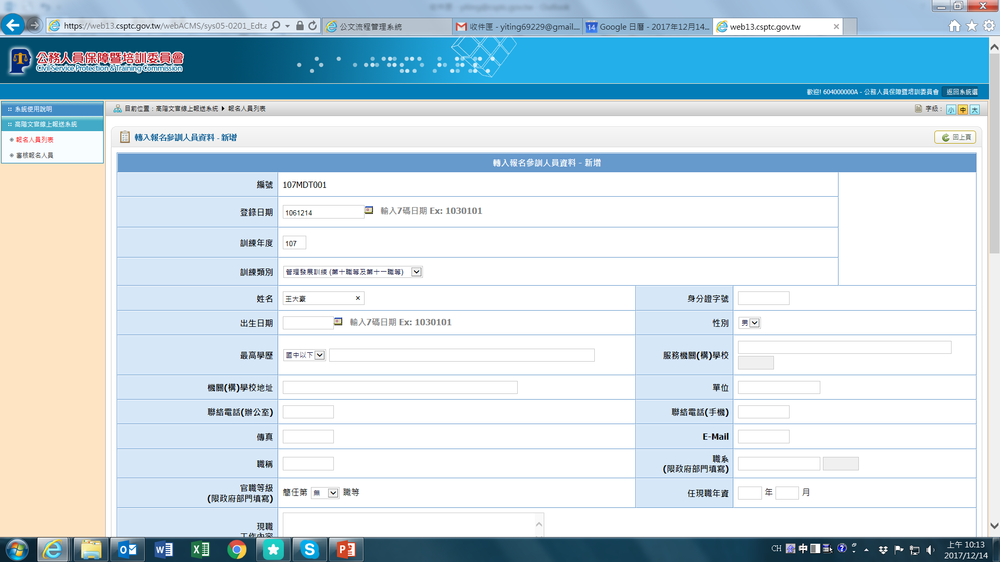 https://web13.csptc.gov.tw/webACMS/sys05-0201_Edt.a
公文流程管理系統
收件匣 - yiting69229@gmail....
Google 日曆 - 2017年12月14...
web13.csptc.gov.tw
公務人員保障暨培訓委員會
Civil Service Protection & Training Commission
歡迎! 604000000A - 公務人員保障暨培訓委員會
返回系統選
系統使用說明
高階文官線上報送系統
報名人員列表
審核報名人員
目前位置：高階文官線上報送系統 ▶ 報名人員列表
字級：
小 中 大
轉入報名參訓人員資料 - 新增
回上頁
轉入報名參訓人員資料 - 新增
編號 107MDT001
登錄日期 1061214 輸入7碼日期 Ex: 1030101
訓練年度 107
訓練類別 管理發展訓練 (第十職等及第十一職等)
姓名 王大豪
身分證字號
出生日期 輸入7碼日期 Ex: 1030101
性別 男
最高學歷 國中以下
服務機關(構)學校
機關(構)學校地址
單位
聯絡電話(辦公室)
聯絡電話(手機)
傳真
E-Mail
職稱
職系
(限政府部門填寫)
官職等級
(限政府部門填寫)
簡任第 無 職等
任現職年資
年 月
現職
工作內容
CH 中
上午 10:13
2017/12/14